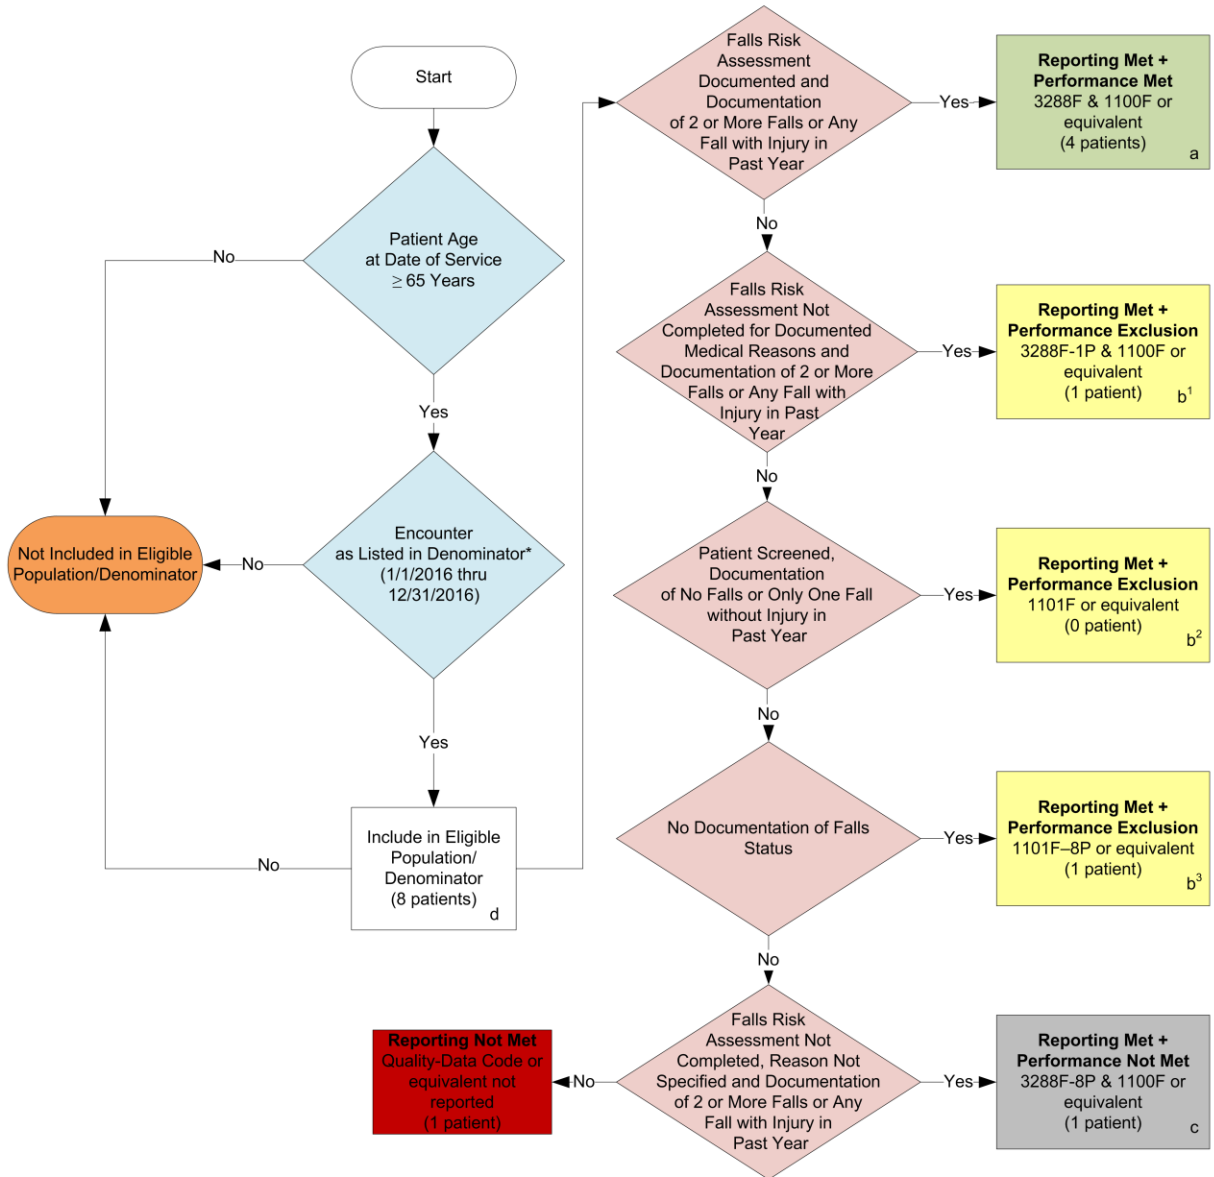 Start
Patient Age
at Date of Service
≥ 65 Years
No
Yes
Encounter
as Listed in Denominator*
(1/1/2016 thru
12/31/2016)
No
Not Included in Eligible
Population/Denominator
Yes
Include in Eligible
Population/
Denominator
(8 patients)
d
No
Falls Risk
Assessment
Documented and
Documentation
of 2 or More Falls or Any
Fall with Injury in
Past Year
Yes
Reporting Met +
Performance Met
3288F & 1100F or
equivalent
(4 patients)
a
No
Falls Risk
Assessment Not
Completed for Documented
Medical Reasons and
Documentation of 2 or More
Falls or Any Fall with
Injury in Past
Year
Yes
Reporting Met +
Performance Exclusion
3288F-1P & 1100F or
equivalent
(1 patient)
b¹
No
Patient Screened,
Documentation
of No Falls or Only One Fall
without Injury in
Past Year
Yes
Reporting Met +
Performance Exclusion
1101F or equivalent
(0 patient)
b²
No
No Documentation of Falls
Status
Yes
Reporting Met +
Performance Exclusion
1101F–8P or equivalent
(1 patient)
b³
No
Falls Risk
Assessment Not
Completed, Reason Not
Specified and Documentation
of 2 or More Falls or Any
Fall with Injury in
Past Year
Yes
Reporting Met +
Performance Not Met
3288F-8P & 1100F or
equivalent
(1 patient)
c
No
Reporting Not Met
Quality-Data Code or
equivalent not
reported
(1 patient)